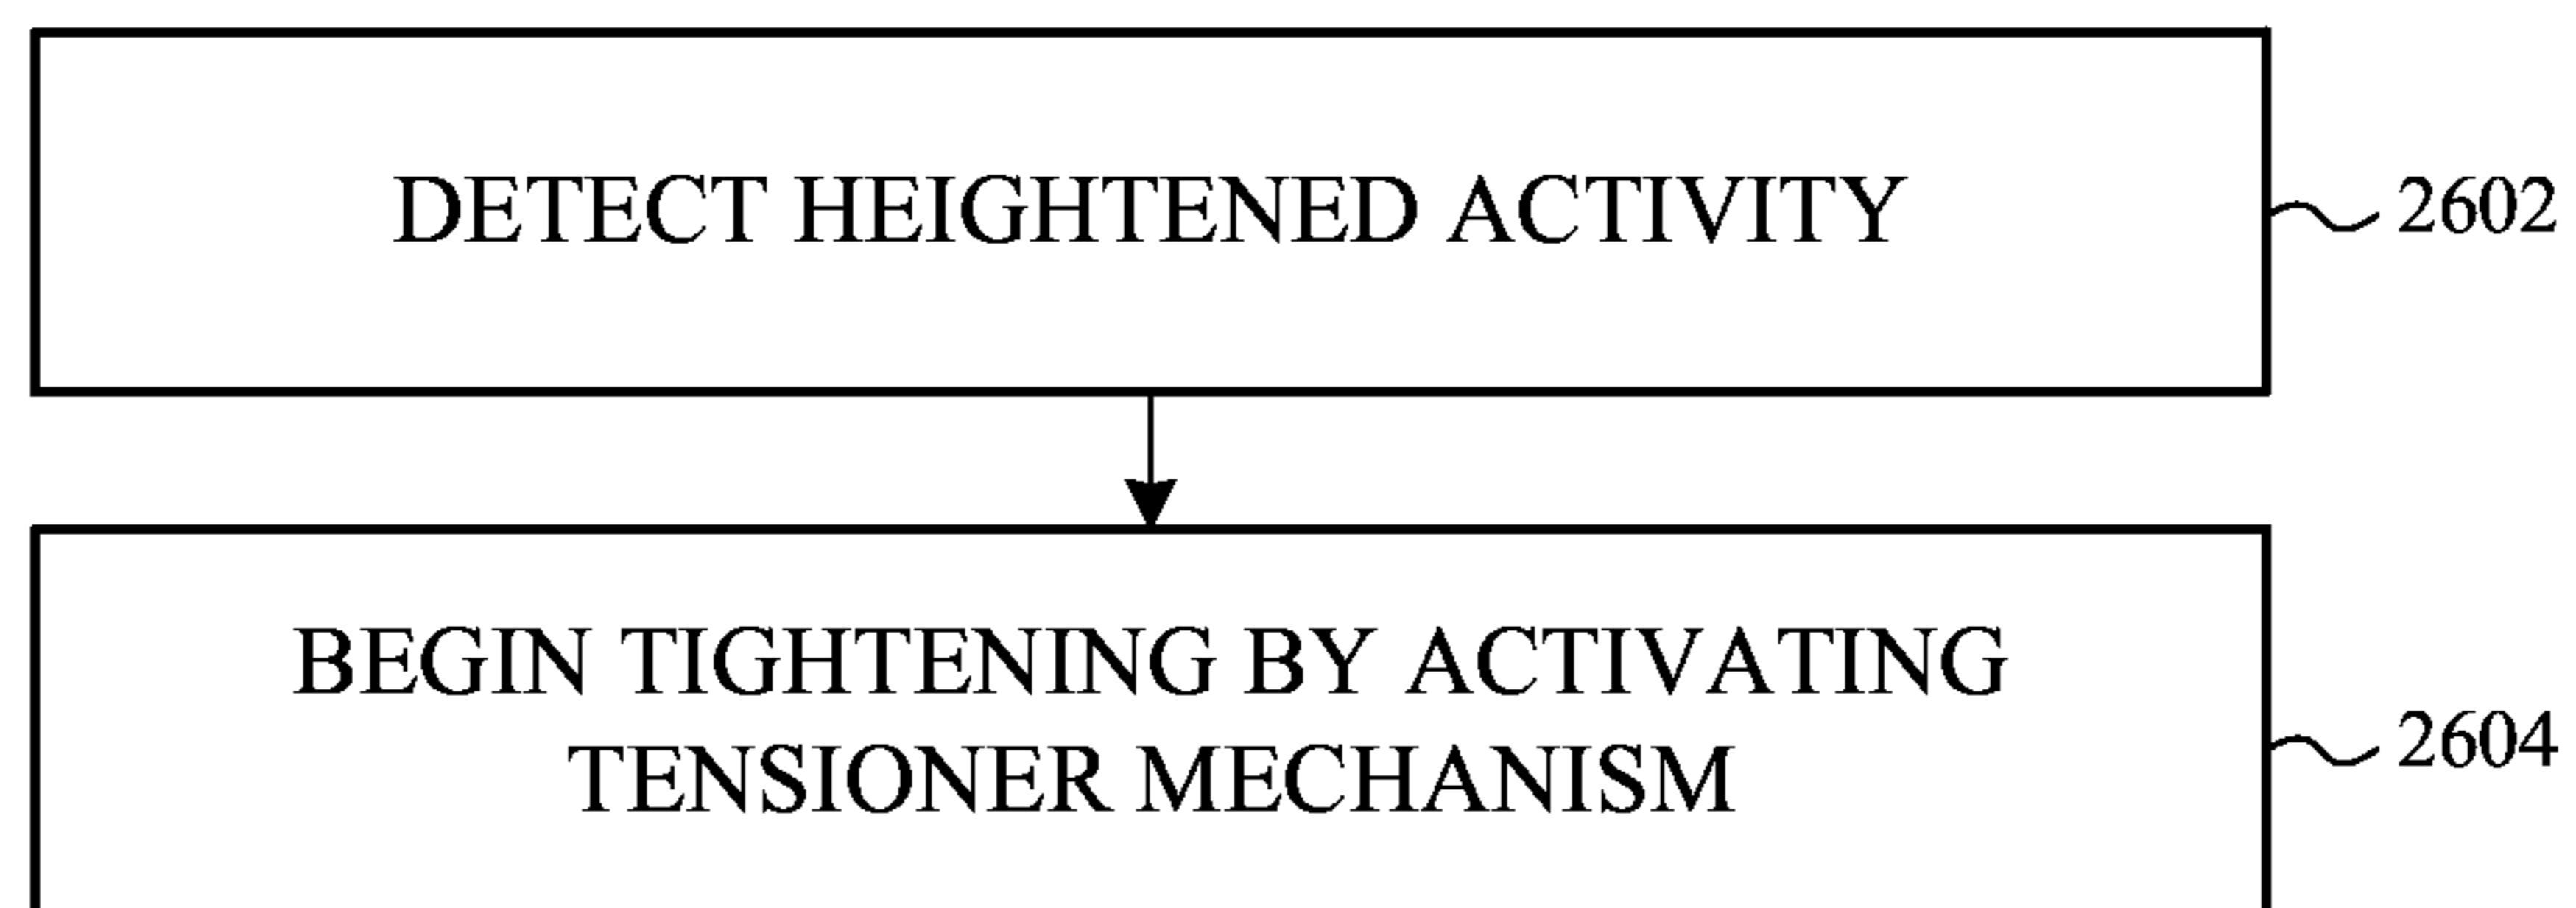 DETECT HEIGHTENED ACTIVITY
2602
BEGIN TIGHTENING BY ACTIVATING
TENSIONER MECHANISM
2604